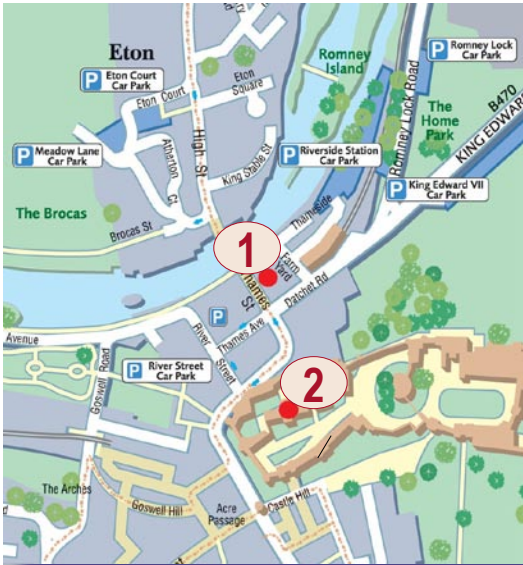 Eton
P Eton Court
Car Park
Eton Court
Eton
Square
High St
P Meadow Lane
Car Park
Atherton Ct
King Stable St
The Brocas
Brocas St
Romney
Island
P Romney Lock
Car Park
Romney Lock Road
The
Home
Park
B470
KING EDWARD
P Riverside Station
Car Park
P King Edward VII
Car Park
Thamside
1
Farm
Yard
Thames
St
Datchet Rd
P
Thames Ave
River
Street
Avenue
Goswell Road
P River Street
Car Park
2
The Arches
Goswell Hill
Acre
Passage
Castle Hill